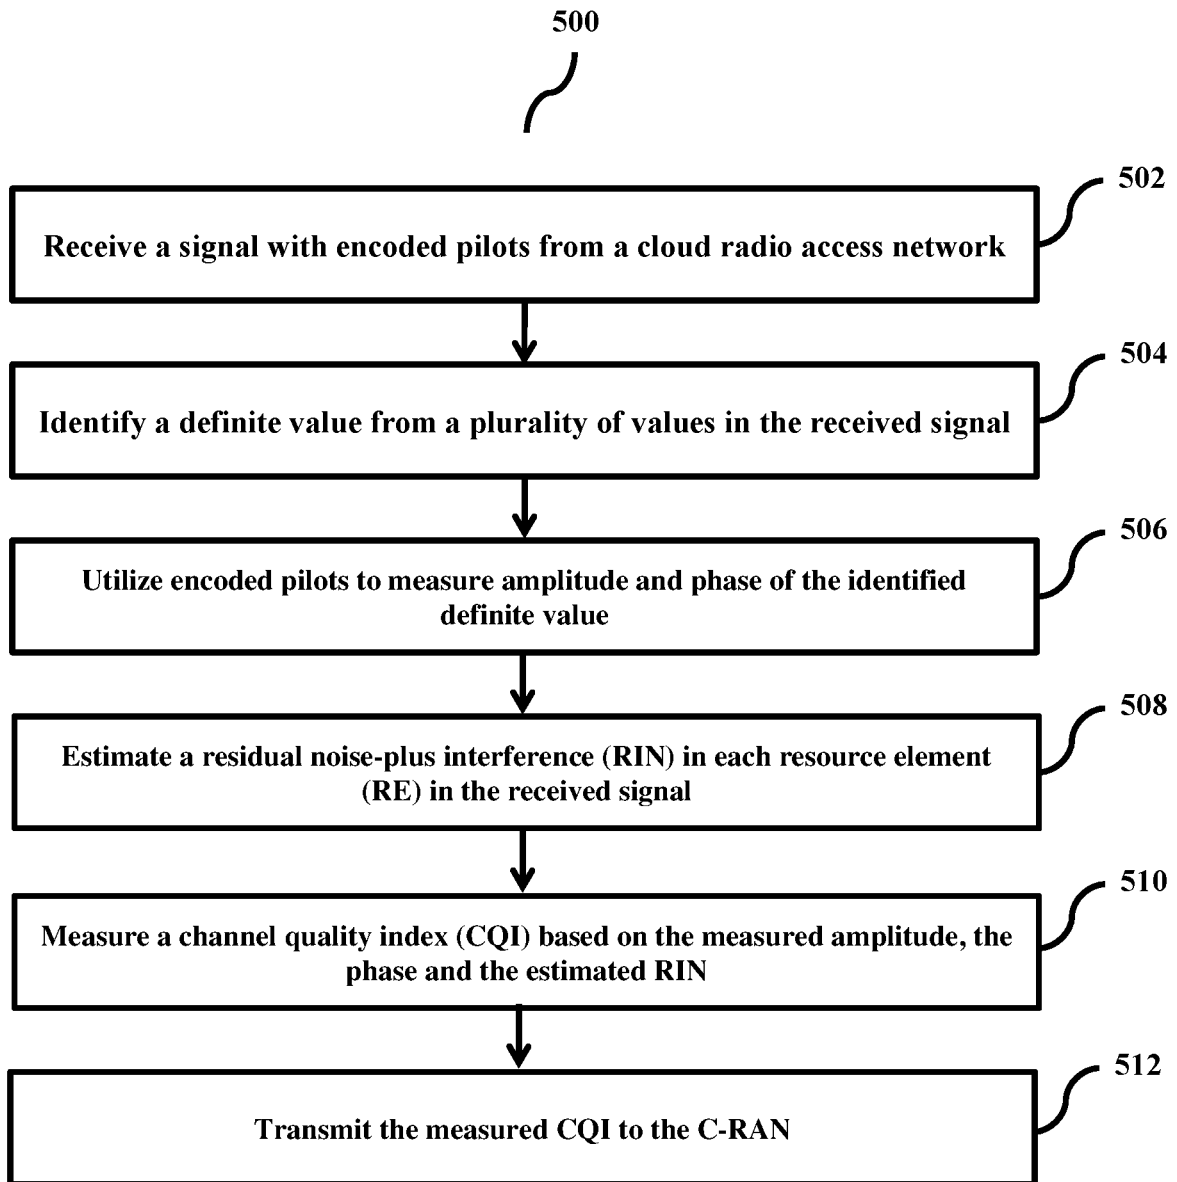 500
502
Receive a signal with encoded pilots from a cloud radio access network
504
Identify a definite value from a plurality of values in the received signal
506
Utilize encoded pilots to measure amplitude and phase of the identified
definite value
508
Estimate a residual noise-plus interference (RIN) in each resource element
(RE) in the received signal
510
Measure a channel quality index (CQI) based on the measured amplitude, the
phase and the estimated RIN
512
Transmit the measured CQI to the C-RAN